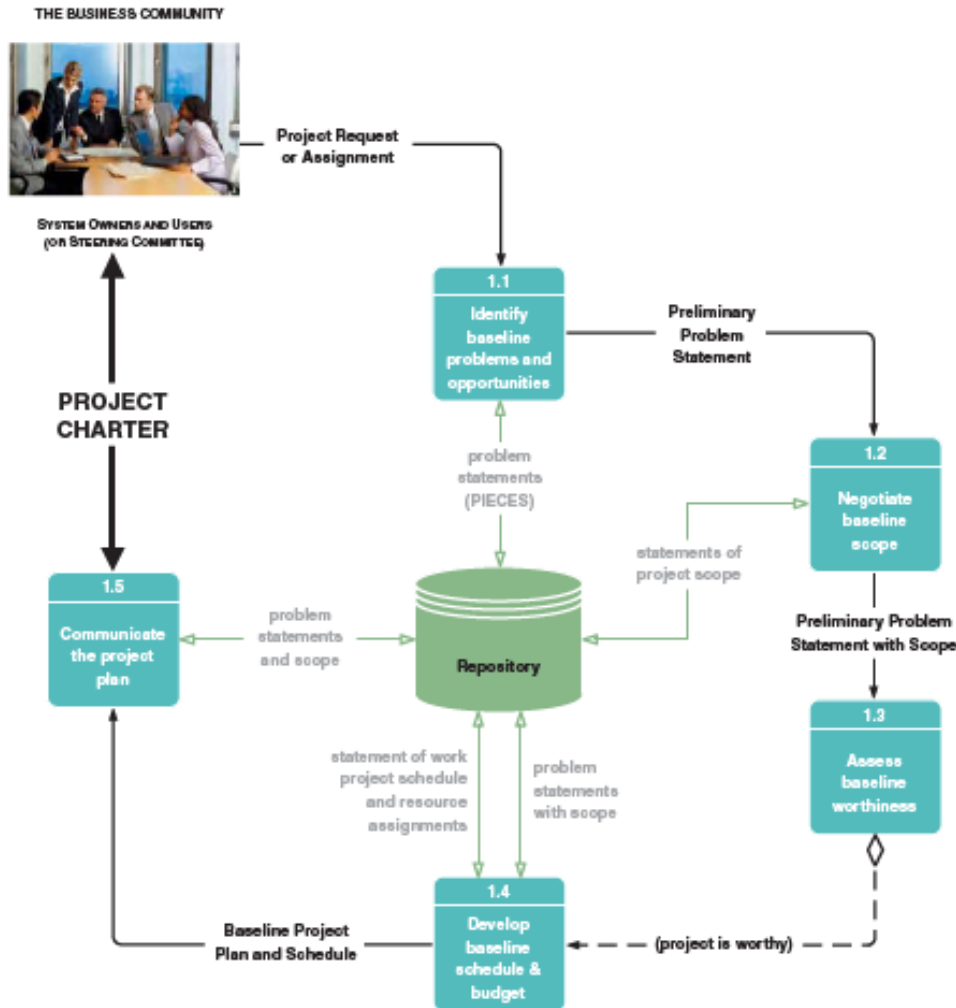 THE BUSINESS COMMUNITY
Project Request
or Assignment
SYSTEM OWNERS AND USERS
(OR STEERING COMMITTEE)
1.1
Identify
baseline
problems and
opportunities
Preliminary
Problem
Statement
PROJECT
CHARTER
problem
statements
(PIECES)
1.2
Negotiate
baseline
scope
statements of
project scope
1.5
Communicate
the project
plan
problem
statements
and scope
Repository
Preliminary Problem
Statement with Scope
1.3
Assess
baseline
worthiness
statement of work
project schedule
and resource
assignments
problem
statements
with scope
1.4
Develop
baseline
schedule &
budget
Baseline Project
Plan and Schedule
(project is worthy)